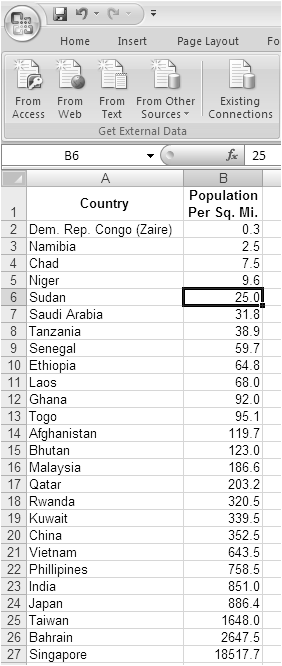 Home Insert Page Layout Fo
From Access From Web From Text From Other Sources Existing Connections
Get External Data
B6 fx 25
A B
1 Country Population Per Sq. Mi.
2 Dem. Rep. Congo (Zaire) 0.3
3 Namibia 2.5
4 Chad 7.5
5 Niger 9.6
6 Sudan 25.0
7 Saudi Arabia 31.8
8 Tanzania 38.9
9 Senegal 59.7
10 Ethiopia 64.8
11 Laos 68.0
12 Ghana 92.0
13 Togo 95.1
14 Afghanistan 119.7
15 Bhutan 123.0
16 Malaysia 186.6
17 Qatar 203.2
18 Rwanda 320.5
19 Kuwait 339.5
20 China 352.5
21 Vietnam 643.5
22 Phillipines 758.5
23 India 851.0
24 Japan 886.4
25 Taiwan 1648.0
26 Bahrain 2647.5
27 Singapore 18517.7